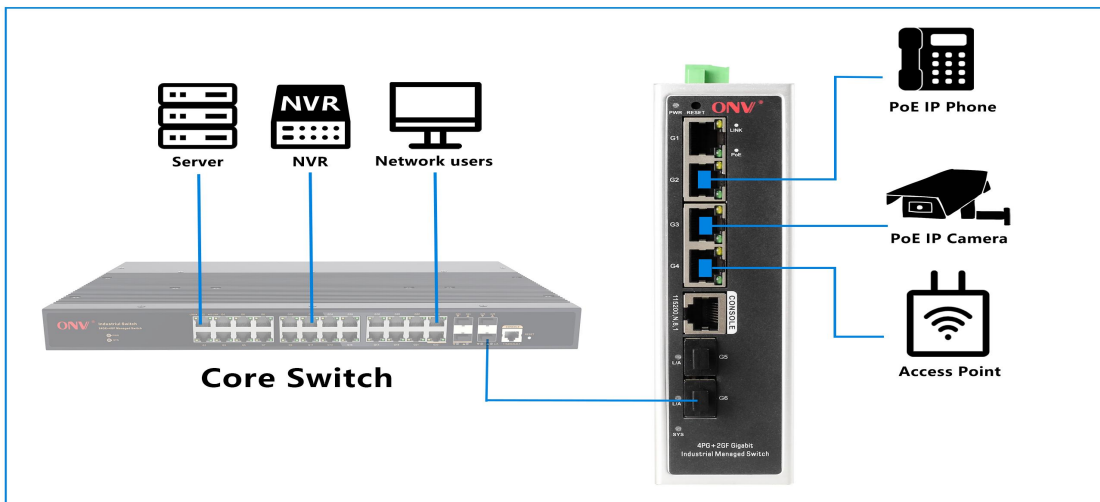 NVR
Server
NVR
Network users
ONV
Industrial Switch
Core Switch
ONV
PWR RESET
LINK
G1
PoE
G2
G3
G4
CONSOLE
115200,N,8,1
G5
L/A
G6
L/A
SYS
4PG+2GF Gigabit
Industrial Managed Switch
PoE IP Phone
PoE IP Camera
Access Point